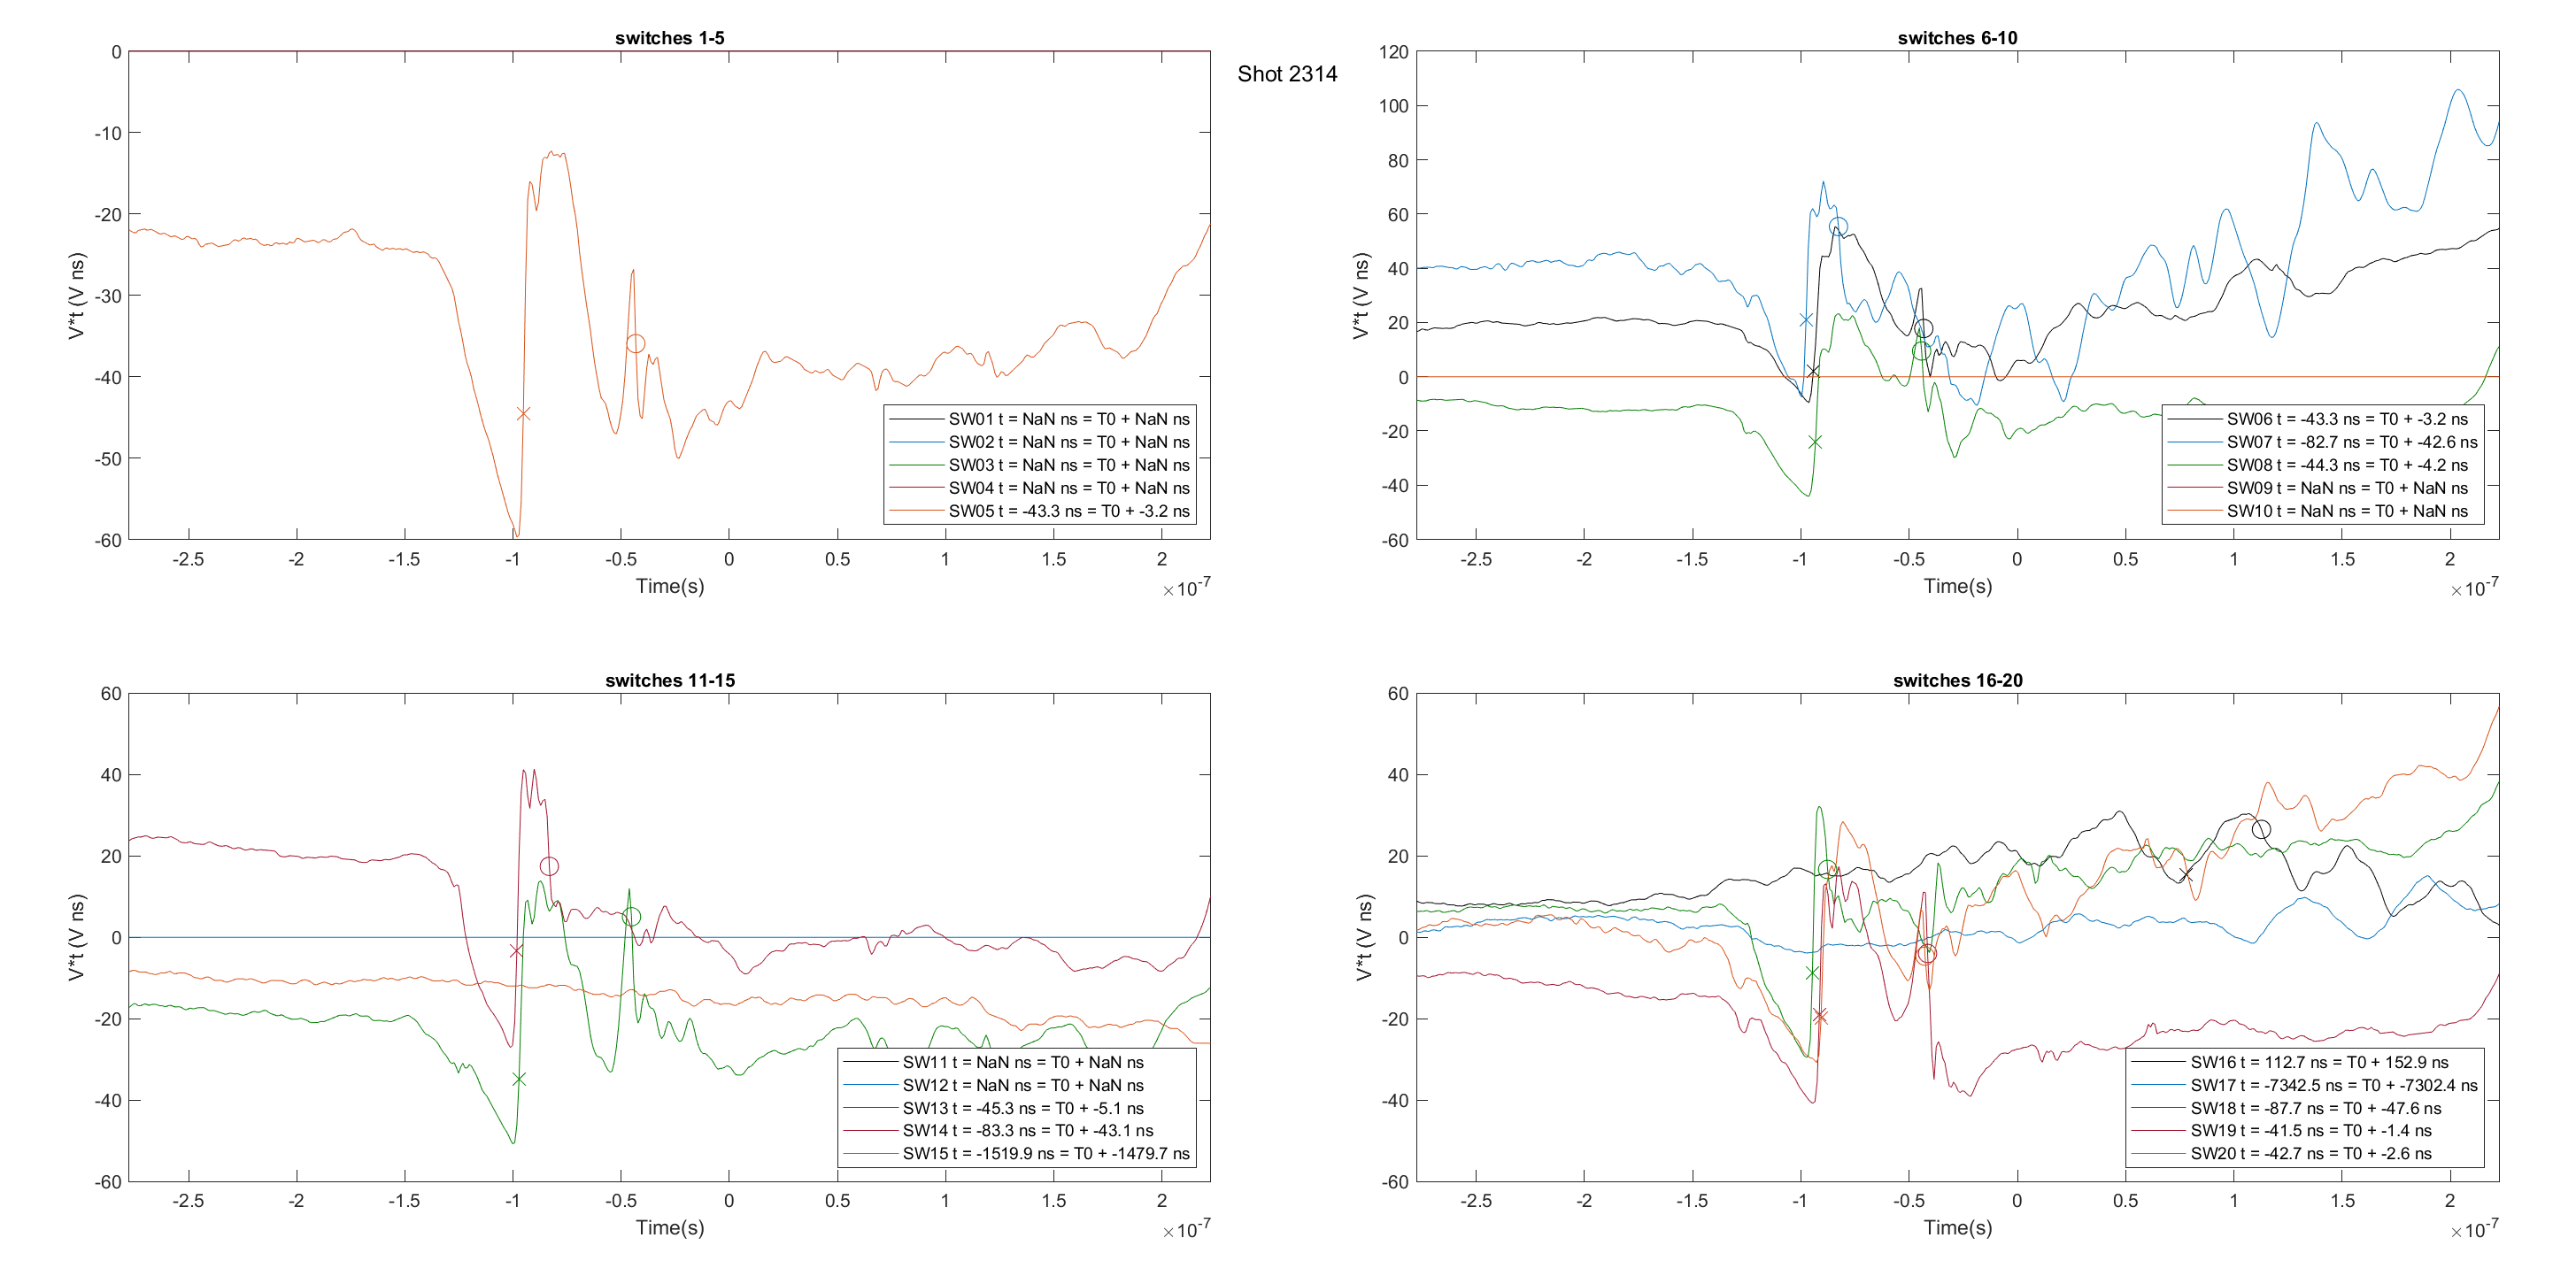 Shot 2314
switches 1-5
0
-10
-20
-30
-40
-50
-60
V*t (V ns)
-2.5 -2 -1.5 -1 -0.5 0 0.5 1 1.5 2
Time(s)
×10-7
SW01 t = NaN ns = T0 + NaN ns
SW02 t = NaN ns = T0 + NaN ns
SW03 t = NaN ns = T0 + NaN ns
SW04 t = NaN ns = T0 + NaN ns
SW05 t = -43.3 ns = T0 + -3.2 ns
switches 6-10
120
100
80
60
40
20
0
-20
-40
-60
V*t (V ns)
-2.5 -2 -1.5 -1 -0.5 0 0.5 1 1.5 2
Time(s)
×10-7
SW06 t = -43.3 ns = T0 + -3.2 ns
SW07 t = -82.7 ns = T0 + -42.6 ns
SW08 t = -44.3 ns = T0 + -4.2 ns
SW09 t = NaN ns = T0 + NaN ns
SW10 t = NaN ns = T0 + NaN ns
switches 11-15
60
40
20
0
-20
-40
-60
V*t (V ns)
-2.5 -2 -1.5 -1 -0.5 0 0.5 1 1.5 2
Time(s)
×10-7
SW11 t = NaN ns = T0 + NaN ns
SW12 t = NaN ns = T0 + NaN ns
SW13 t = -45.3 ns = T0 + -5.1 ns
SW14 t = -83.3 ns = T0 + -43.1 ns
SW15 t = -1519.9 ns = T0 + -1479.7 ns
switches 16-20
60
40
20
0
-20
-40
-60
V*t (V ns)
-2.5 -2 -1.5 -1 -0.5 0 0.5 1 1.5 2
Time(s)
×10-7
SW16 t = 112.7 ns = T0 + 152.9 ns
SW17 t = -7342.5 ns = T0 + -7302.4 ns
SW18 t = -87.7 ns = T0 + -47.6 ns
SW19 t = -41.5 ns = T0 + -1.4 ns
SW20 t = -42.7 ns = T0 + -2.6 ns